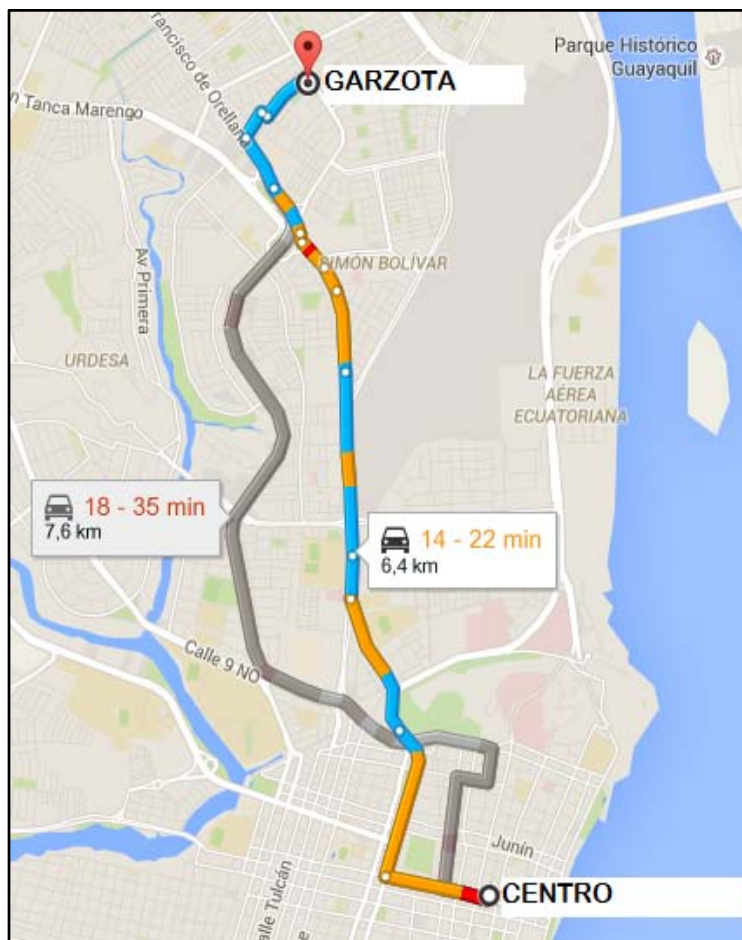 Parque Histórico
Guayaquil
GARZOTA
Francisco de Orellana
n Tanca Marengo
Av Primera
SIMÓN BOLÍVAR
URDESA
LA FUERZA
AÉREA
ECUATORIANA
18 - 35 min
7,6 km
14 - 22 min
6,4 km
Calle 9 NO
Junín
CENTRO
alle Tulcán